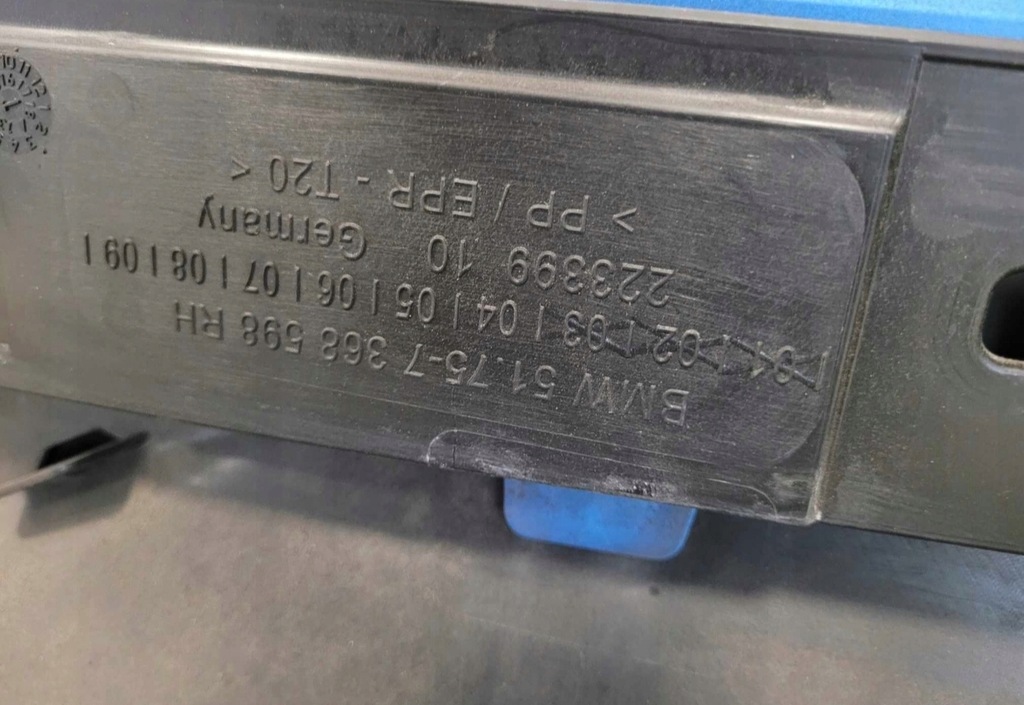 BMW 51.75-7 368 598 RH
01 | 02 | 03 | 04 | 05 | 06 | 07 | 08 | 09 |
223399 10 Germany
> PP / EPR - T20 <